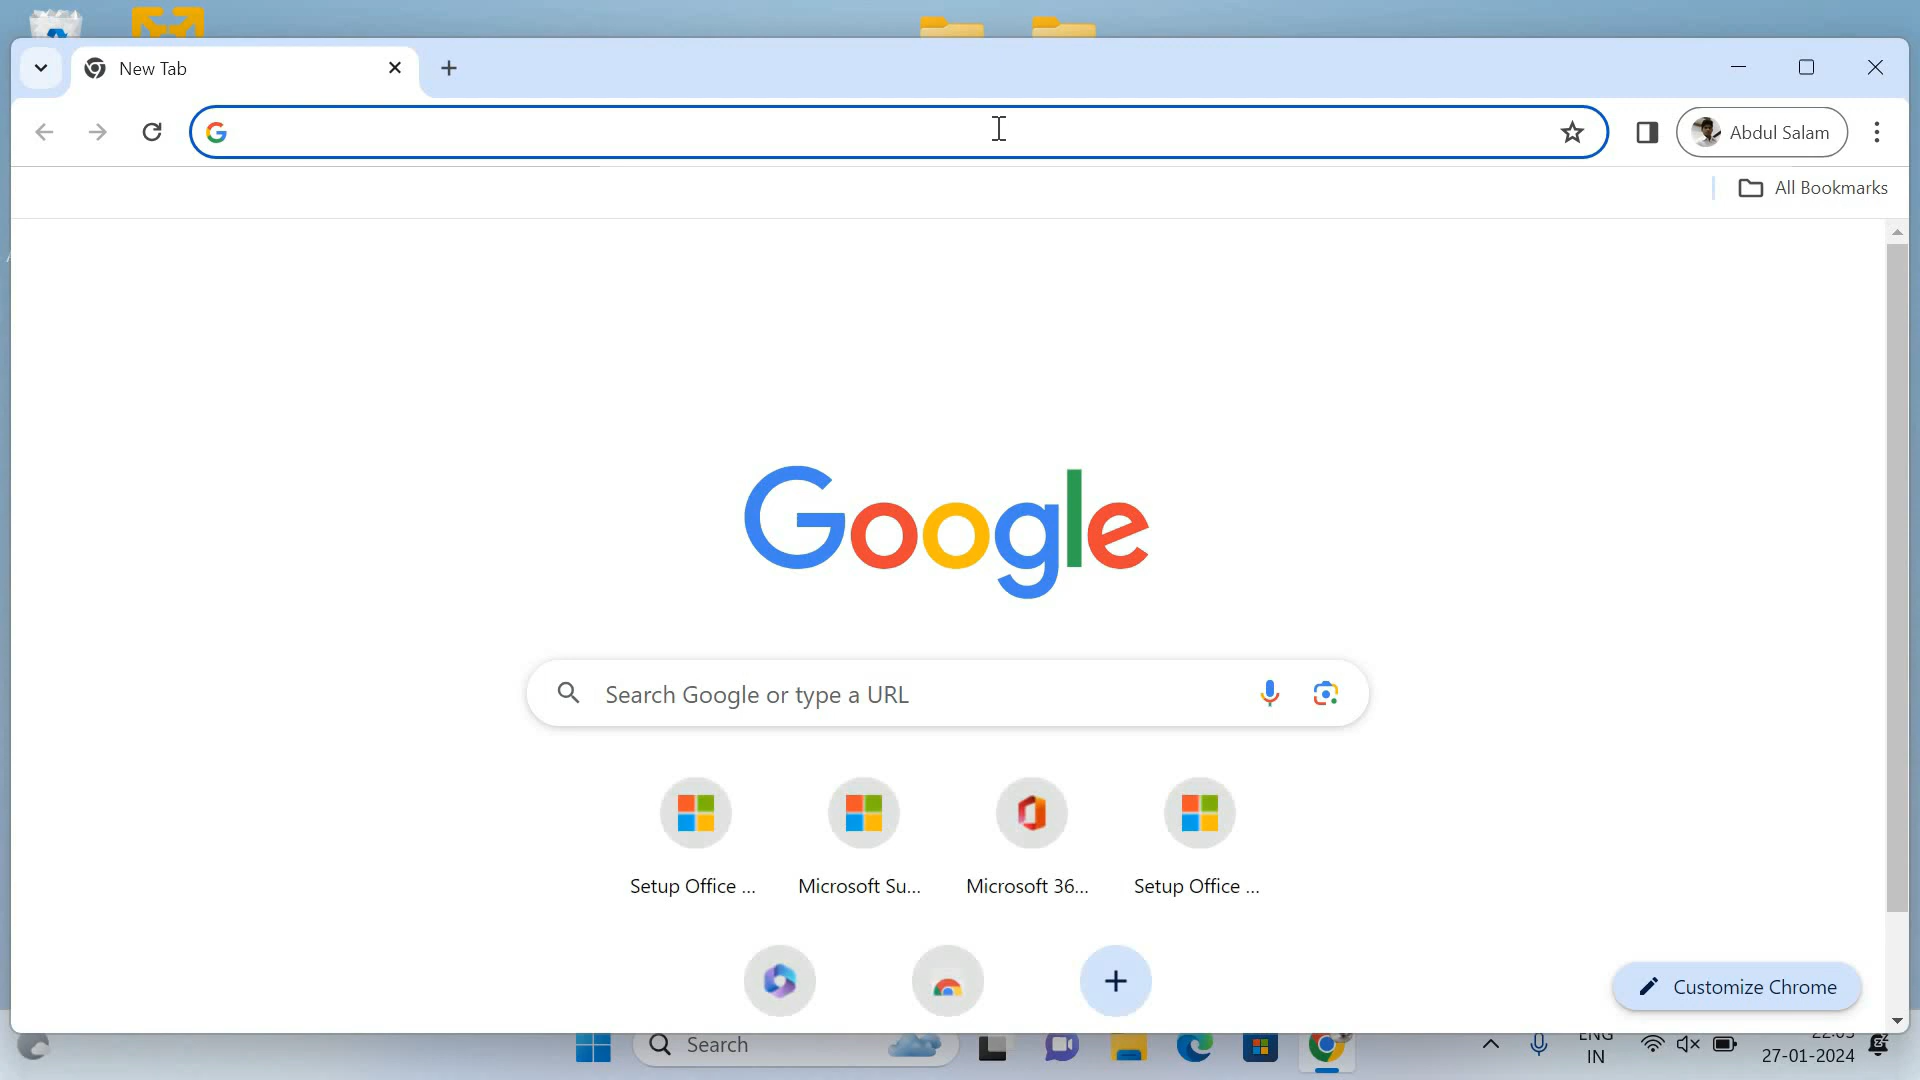 New Tab
Abdul Salam
All Bookmarks
Google
Search Google or type a URL
Setup Office ...
Microsoft Su...
Microsoft 36...
Setup Office ...
Customize Chrome
Search
ENG
IN
27-01-2024